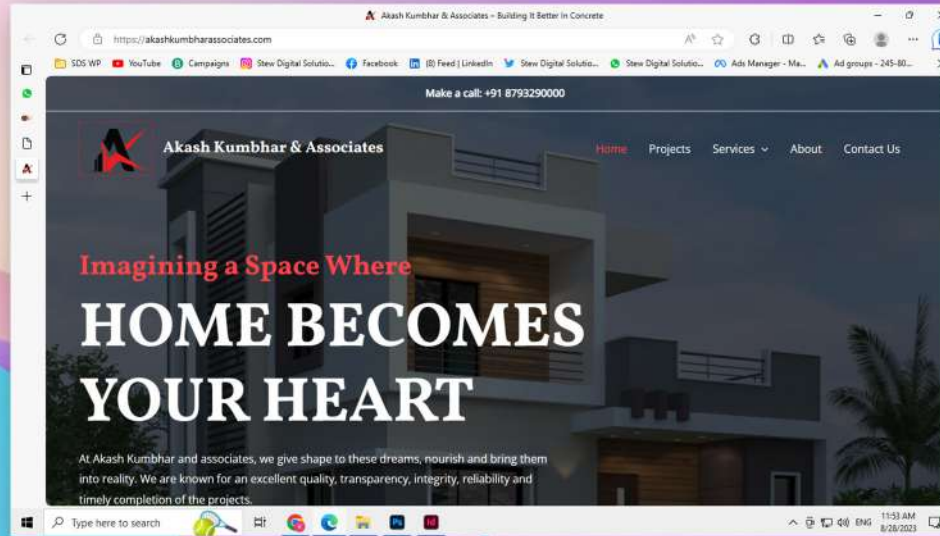 Akash Kumbhar & Associates – Building It Better In Concrete
https://akashkumbharassociates.com
SDS WP YouTube Campaigns Stew Digital Solutio... Facebook (8) Feed | LinkedIn Stew Digital Solutio... Stew Digital Solutio... Ads Manager - Ma... Ad groups - 245-80...
Make a call: +91 8793290000
Akash Kumbhar & Associates
Home Projects Services About Contact Us
Imagining a Space Where
HOME BECOMES
YOUR HEART
At Akash Kumbhar and associates, we give shape to these dreams, nourish and bring them
into reality. We are known for an excellent quality, transparency, integrity, reliability and
timely completion of the projects.
Type here to search
Ps
Id
ENG
11:53 AM
8/28/2023